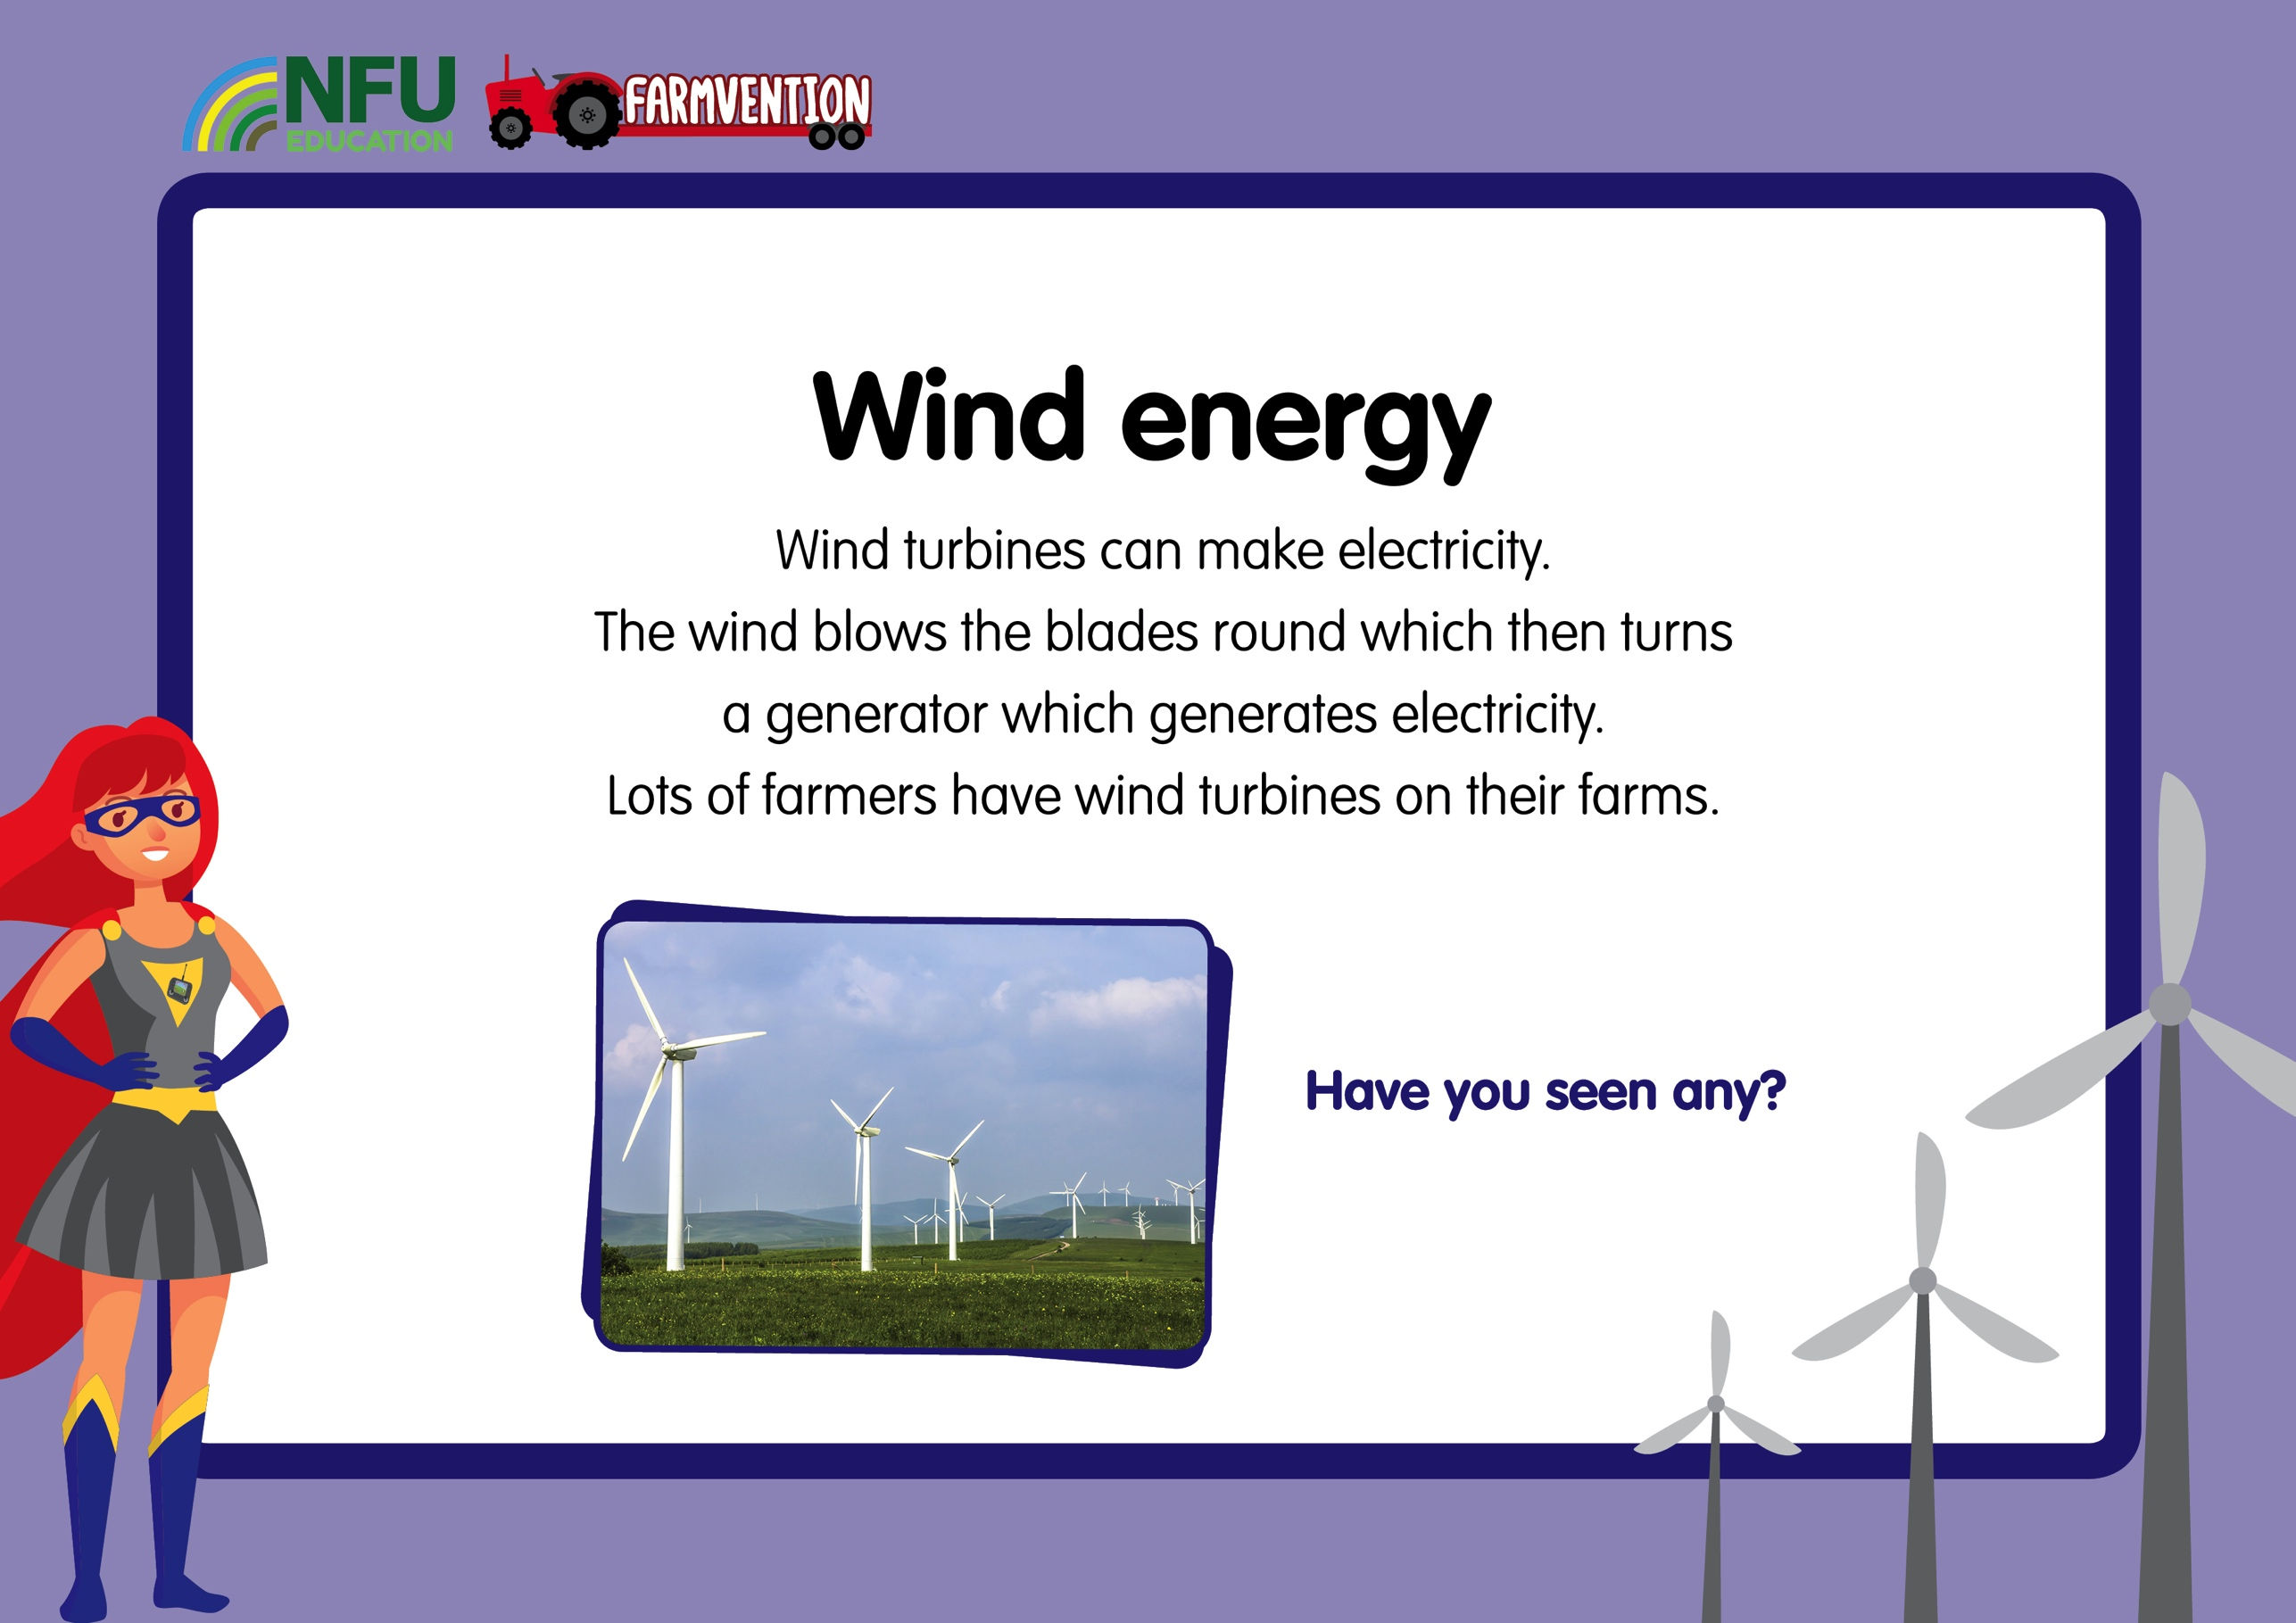 NFU
EDUCATION
FARMVENTION
Wind energy
Wind turbines can make electricity.
The wind blows the blades round which then turns
a generator which generates electricity.
Lots of farmers have wind turbines on their farms.
Have you seen any?